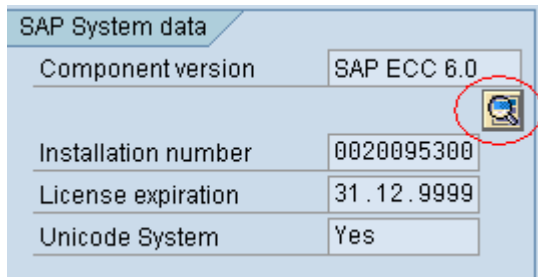 SAP System data
Component version SAP ECC 6.0
Installation number 0020095300
License expiration 31.12.9999
Unicode System Yes